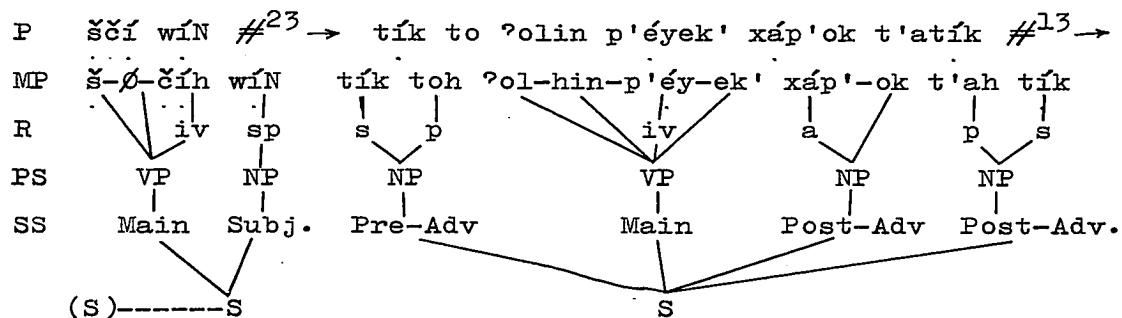 P ščí wíN #²³→ tík to ʔolin p'éyek' xáp'ok t'atík #¹³→
MP š-Ø-číh wíN tík toh ʔol-hin-p'éy-ek' xáp'-ok t'ah tík
R iv sp s p iv a p s
PS VP NP NP VP NP NP
SS Main Subj. Pre-Adv Main Post-Adv Post-Adv.
(S)------S S